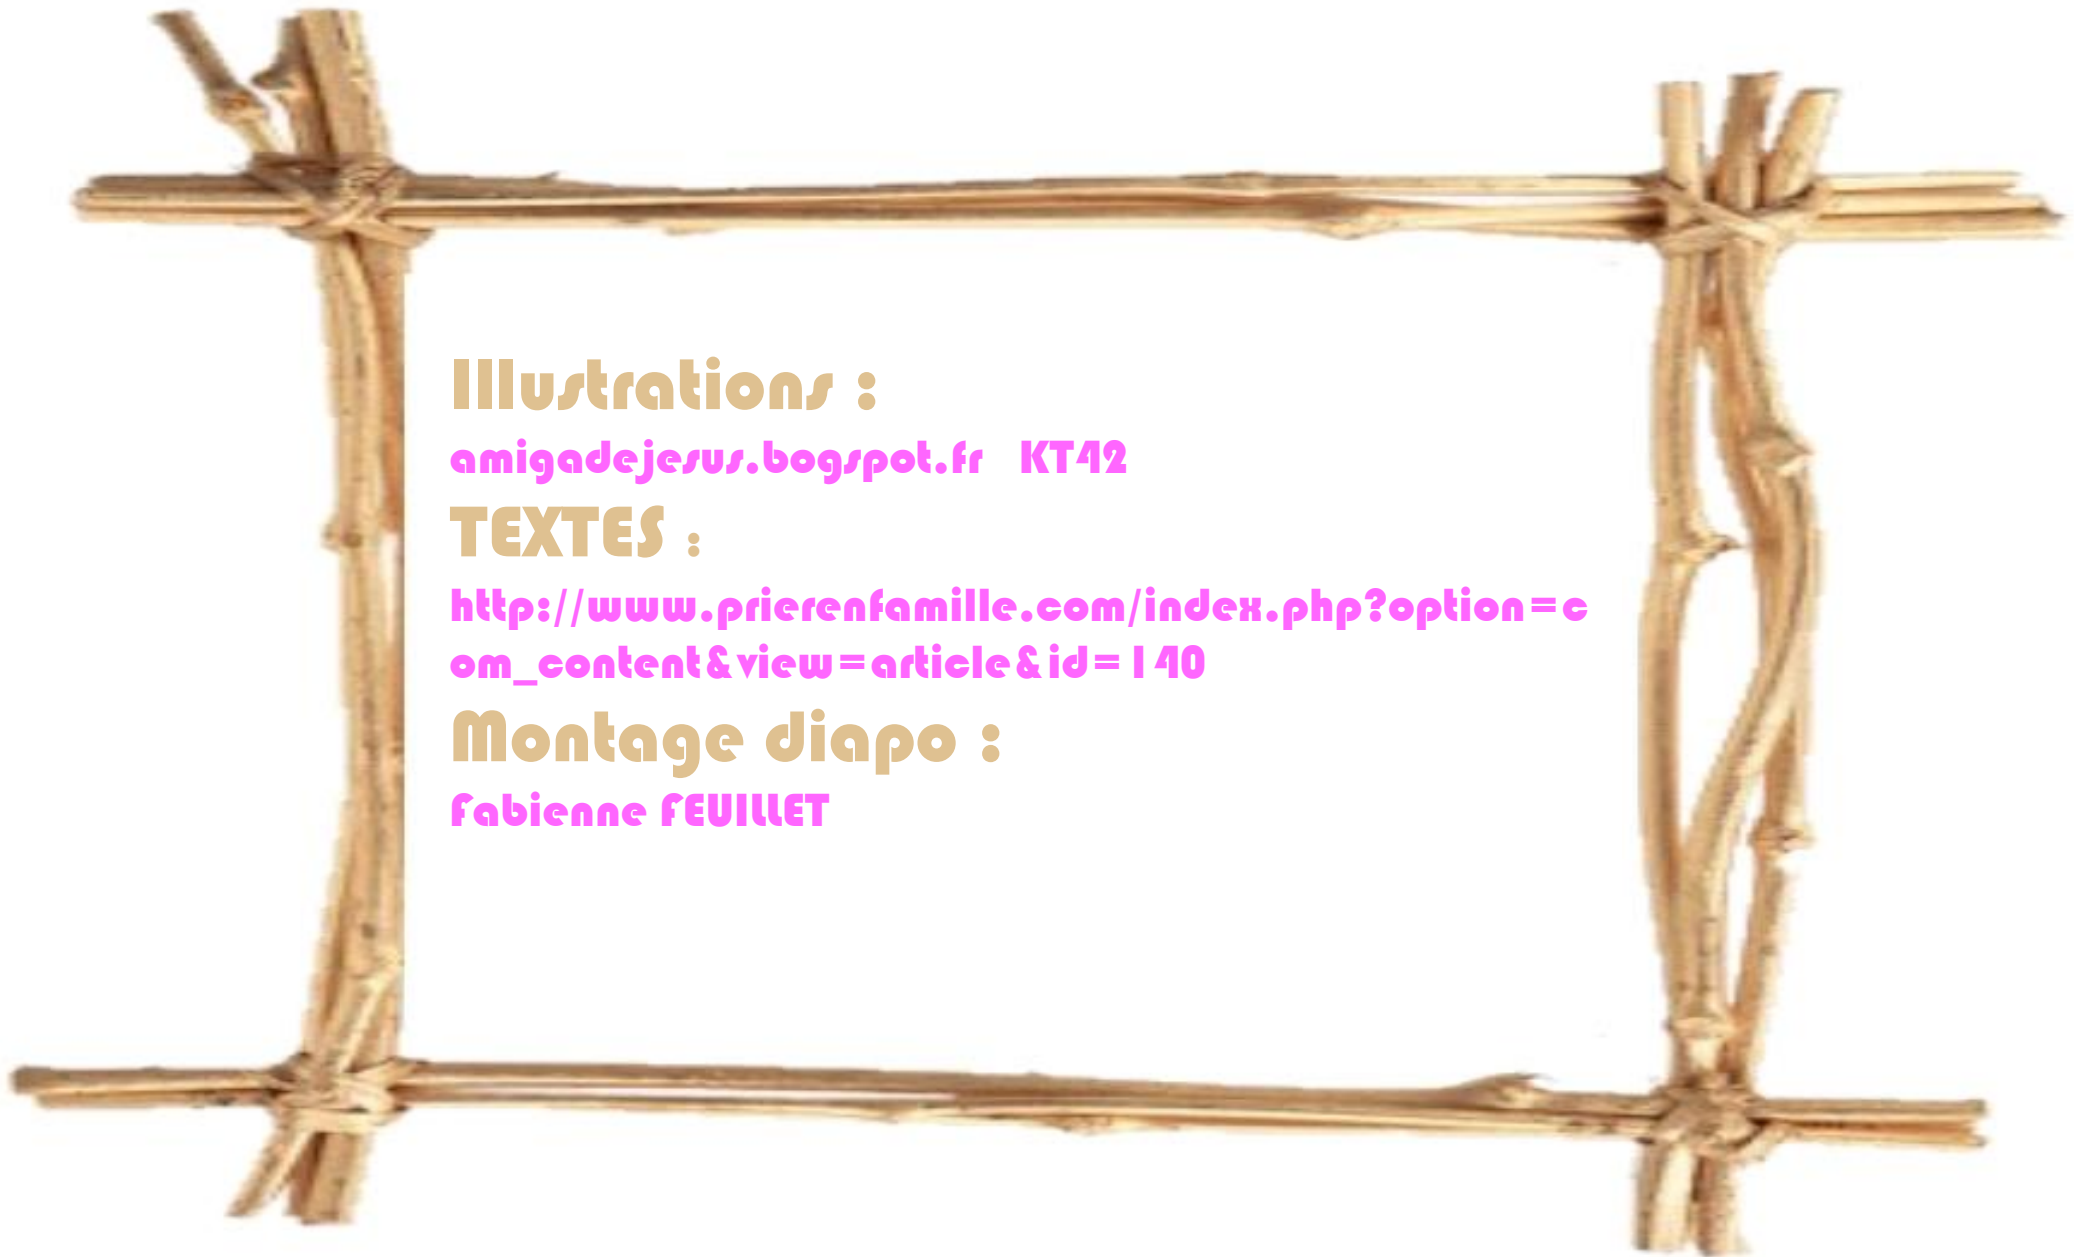 Illustrations :
amigadejesus.bogspot.fr KT42
TEXTES :
http://www.prierenfamille.com/index.php?option=c
om_content&view=article&id=140
Montage diapo :
Fabienne FEUILLET